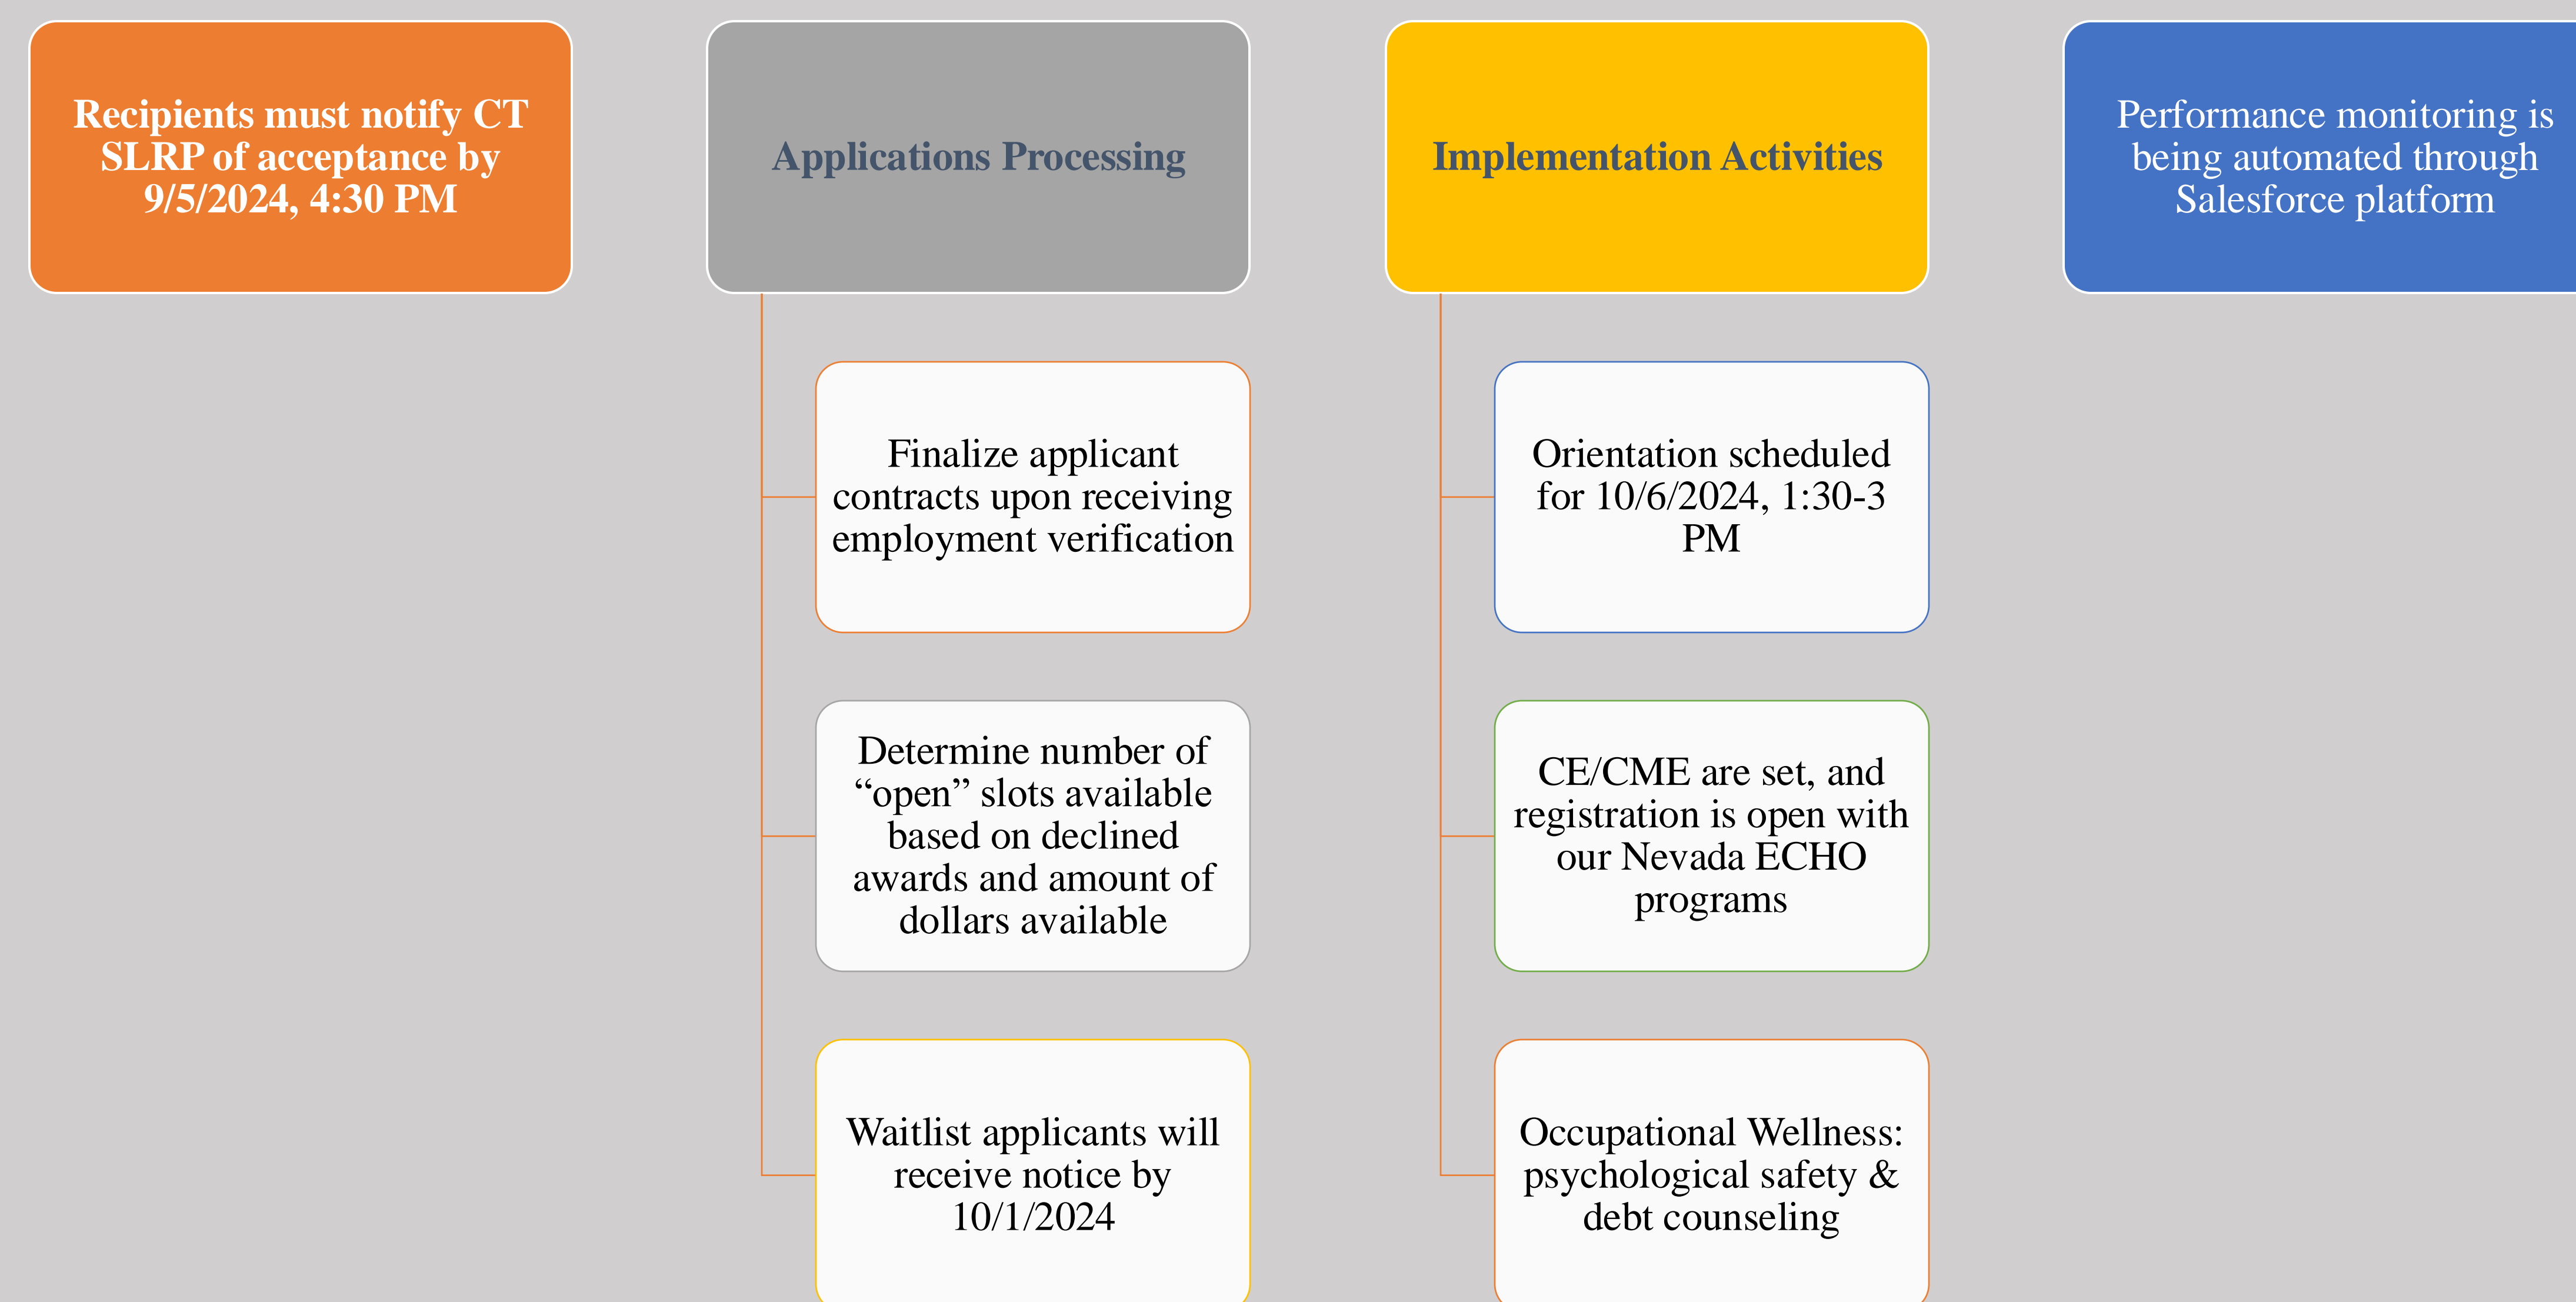 Recipients must notify CT
SLRP of acceptance by
9/5/2024, 4:30 PM
Applications Processing
Finalize applicant
contracts upon receiving
employment verification
Determine number of
“open” slots available
based on declined
awards and amount of
dollars available
Waitlist applicants will
receive notice by
10/1/2024
Implementation Activities
Orientation scheduled
for 10/6/2024, 1:30-3
PM
CE/CME are set, and
registration is open with
our Nevada ECHO
programs
Occupational Wellness:
psychological safety &
debt counseling
Performance monitoring is
being automated through
Salesforce platform